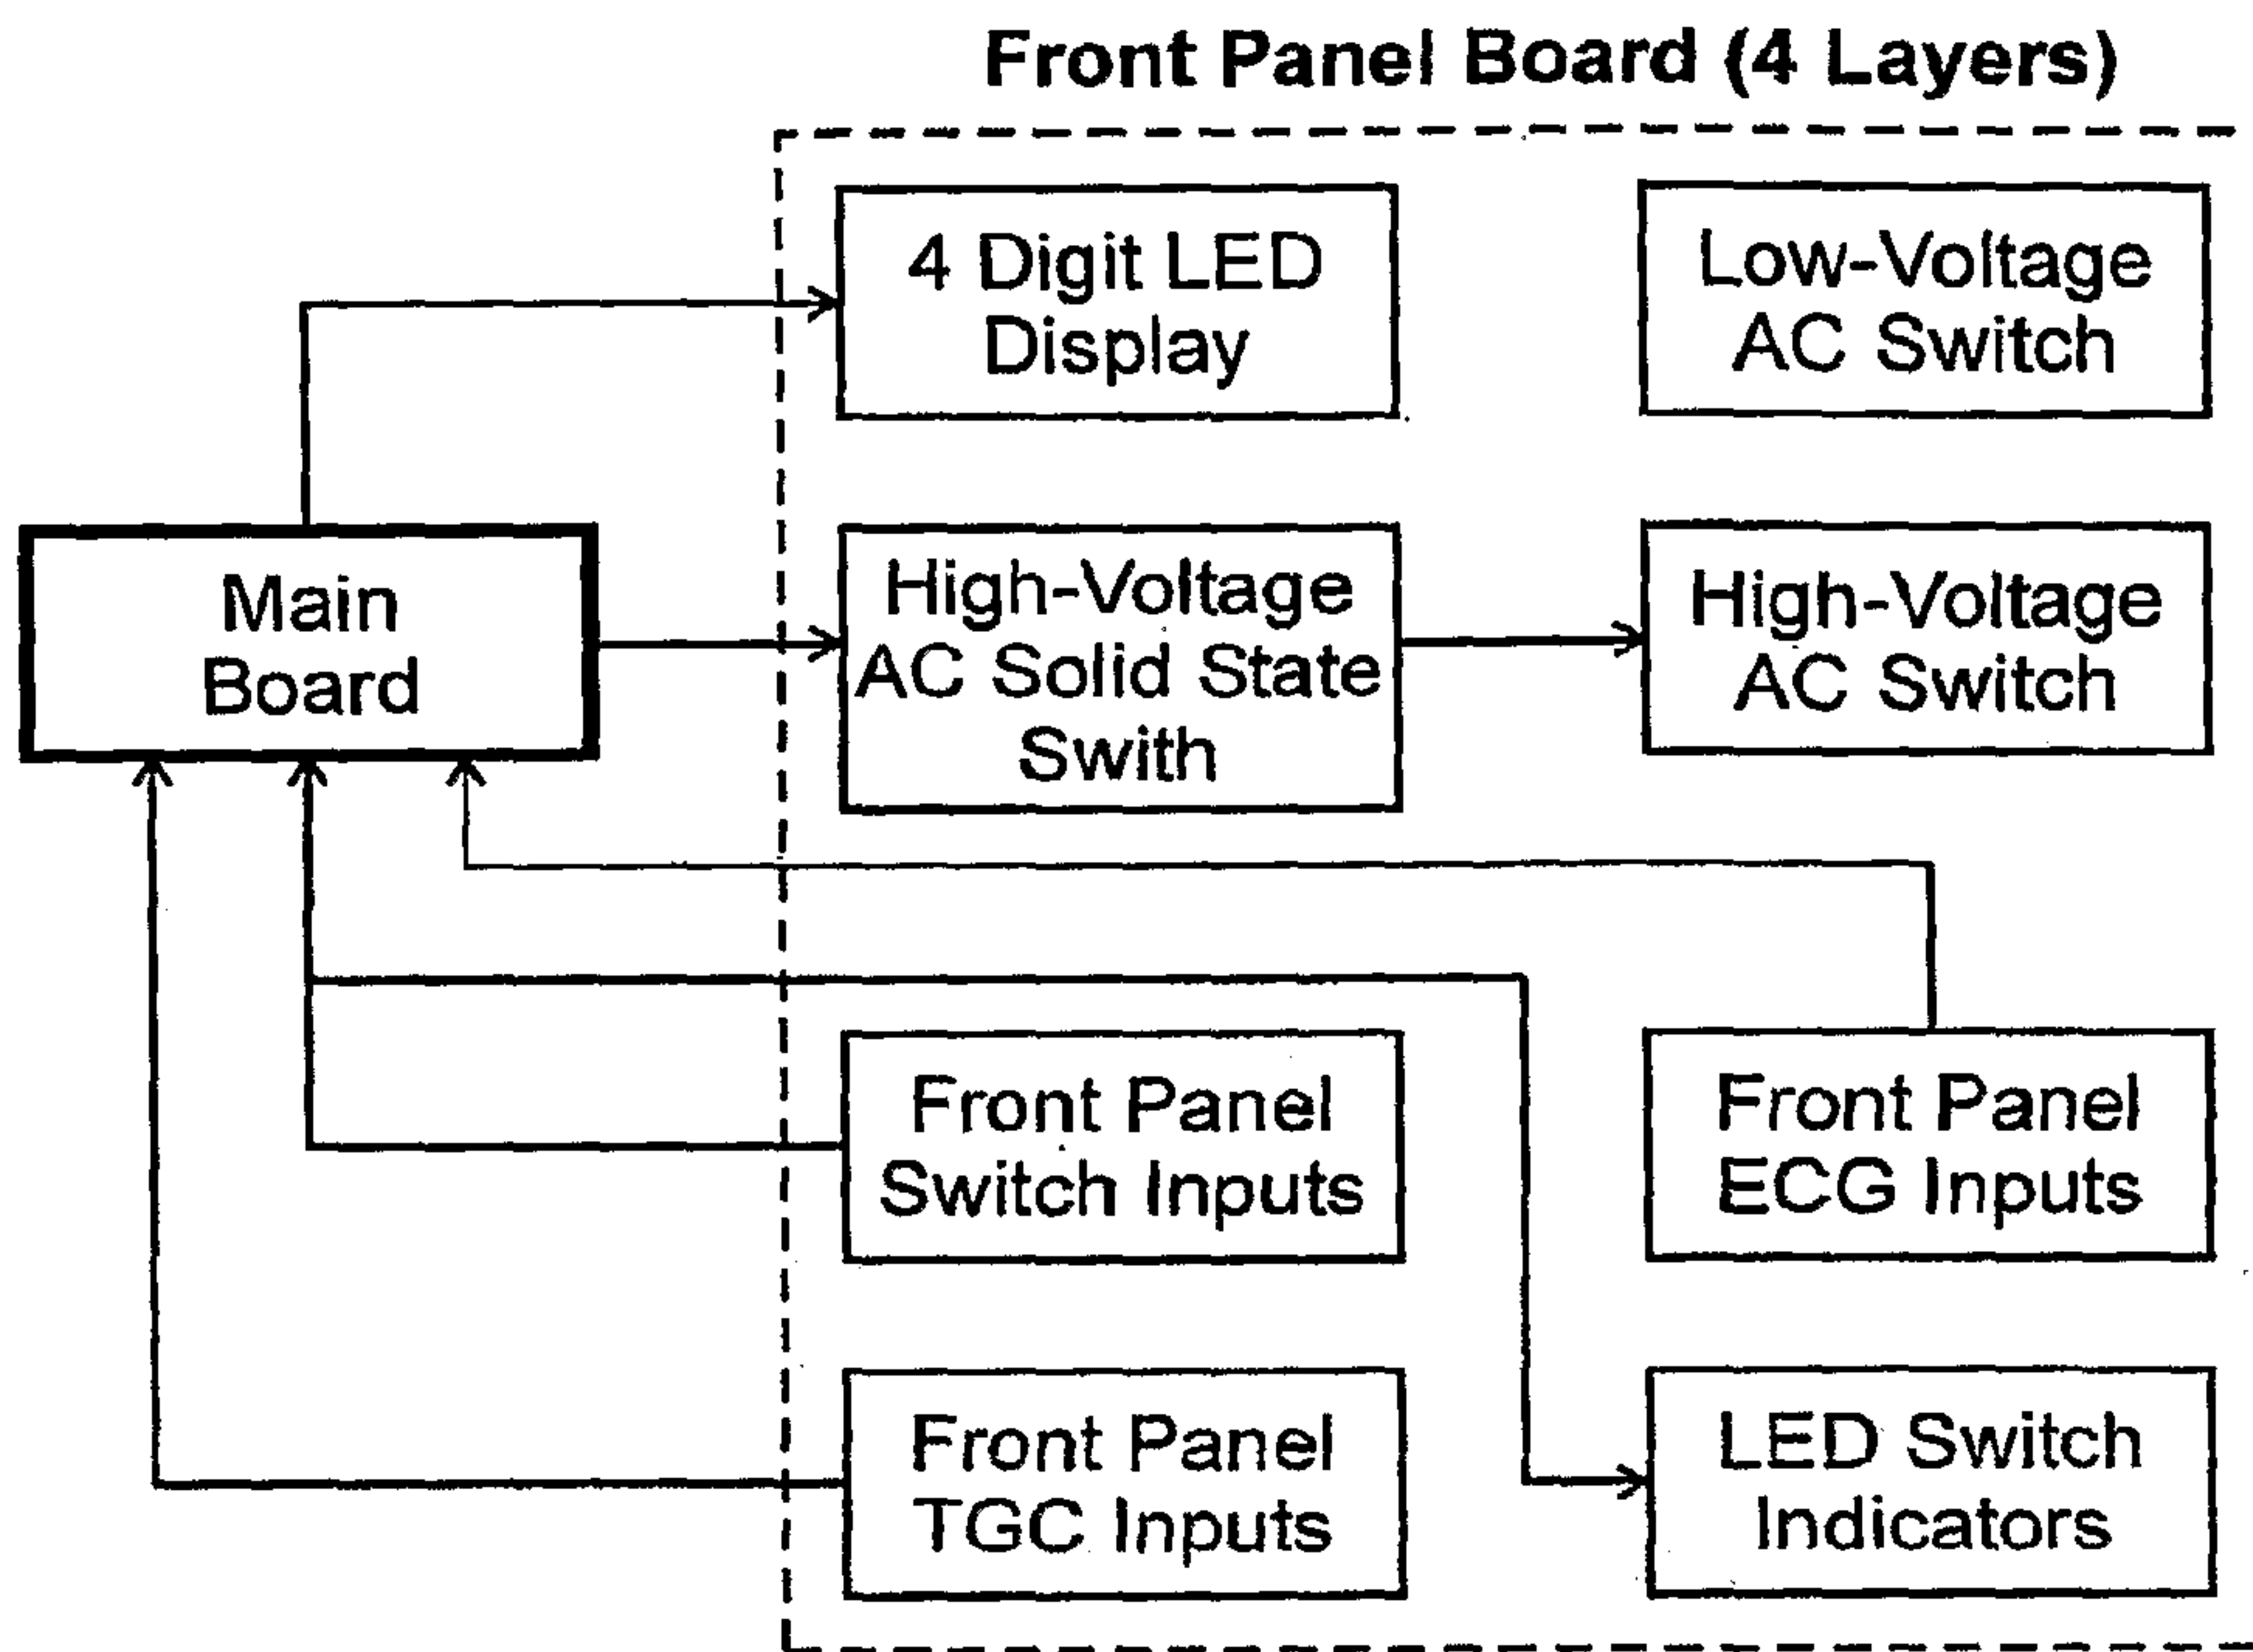 Front Panel Board (4 Layers)
4 Digit LED
Display
Low-Voltage
AC Switch
Main
Board
High-Voltage
AC Solid State
Swith
High-Voltage
AC Switch
Front Panel
Switch Inputs
Front Panel
ECG Inputs
Front Panel
TGC Inputs
LED Switch
Indicators